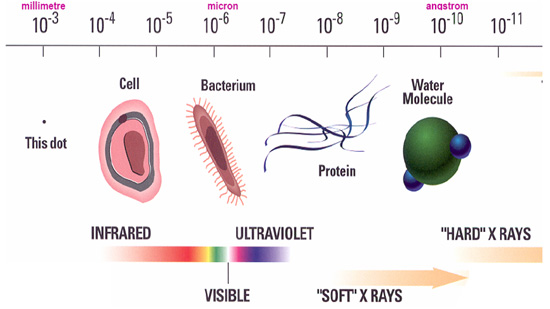 millimetre micron angstrom
10⁻³ 10⁻⁴ 10⁻⁵ 10⁻⁶ 10⁻⁷ 10⁻⁸ 10⁻⁹ 10⁻¹⁰ 10⁻¹¹
Cell
Bacterium
Water
Molecule
This dot
Protein
INFRARED
ULTRAVIOLET
"HARD" X RAYS
VISIBLE
"SOFT" X RAYS